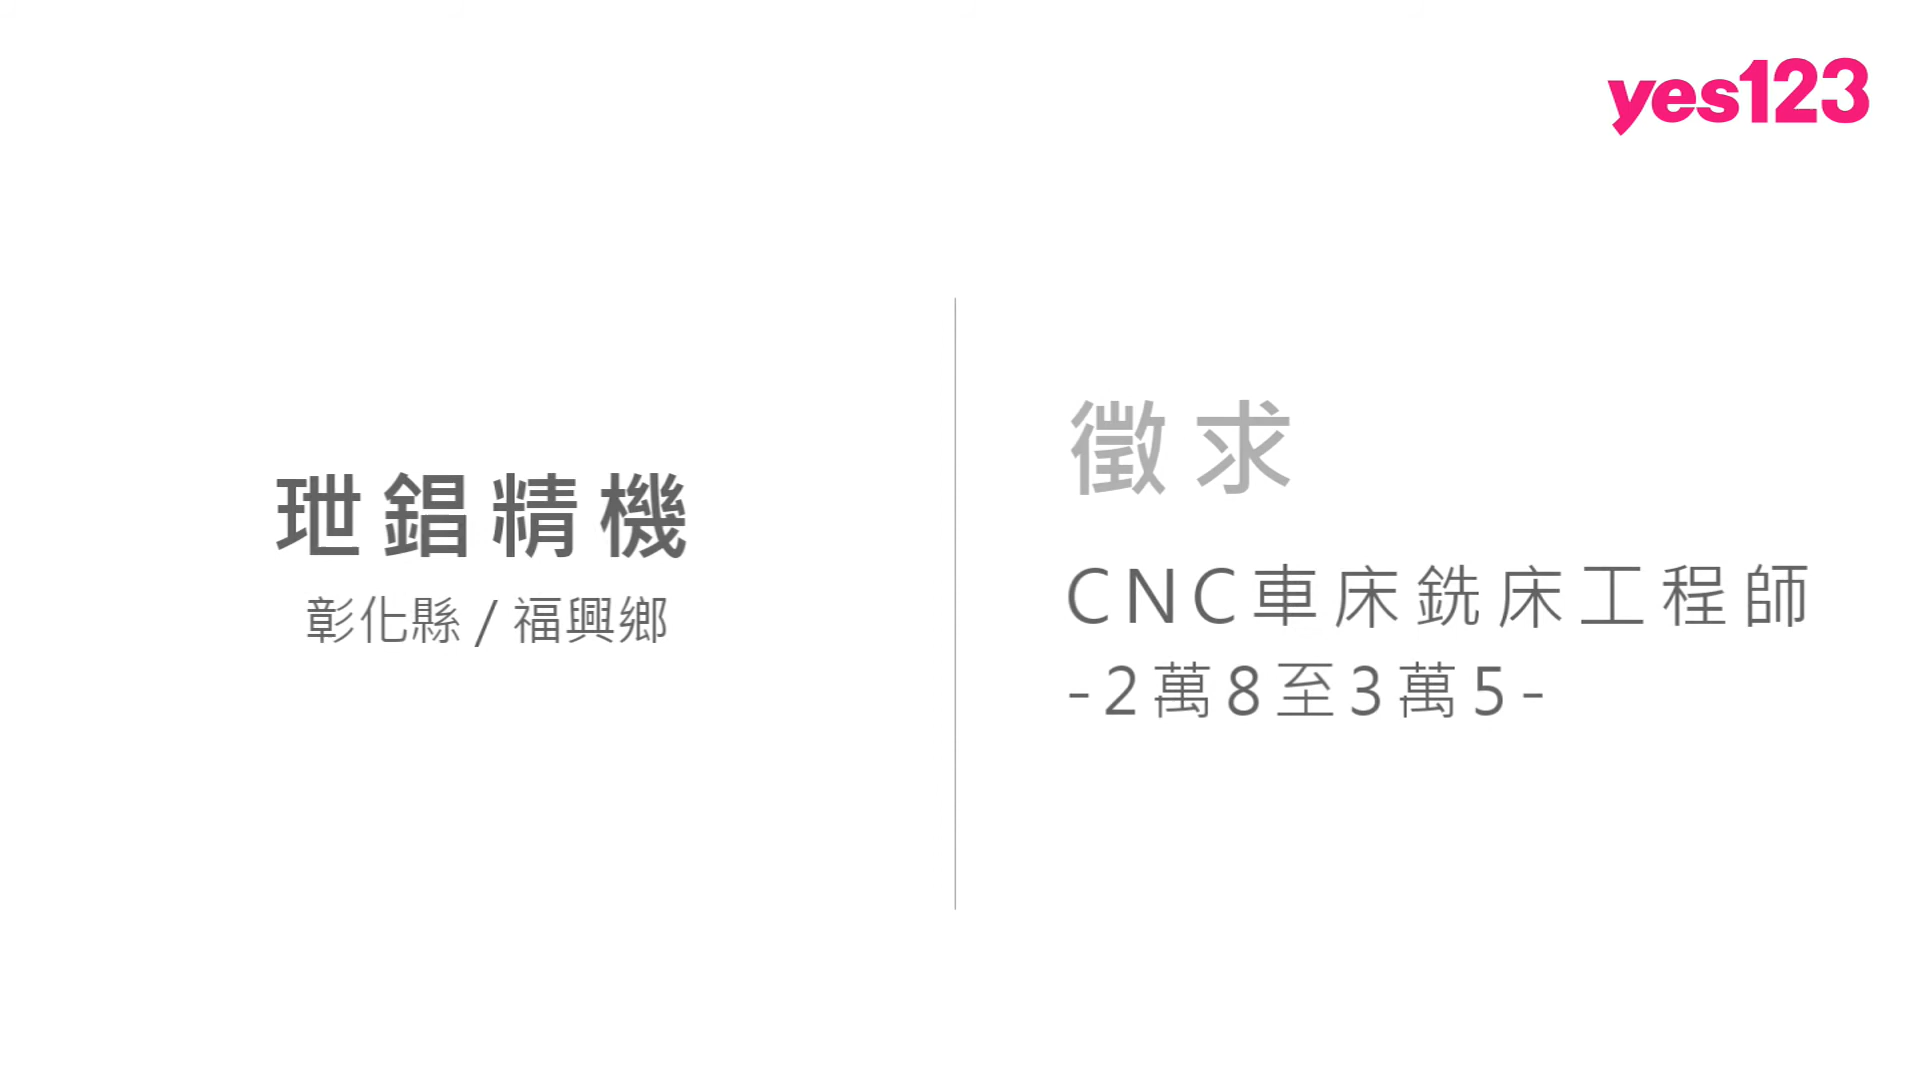 yes123
玴錩精機
彰化縣 / 福興鄉
徵求
CNC車床銑床工程師
-2萬8至3萬5-